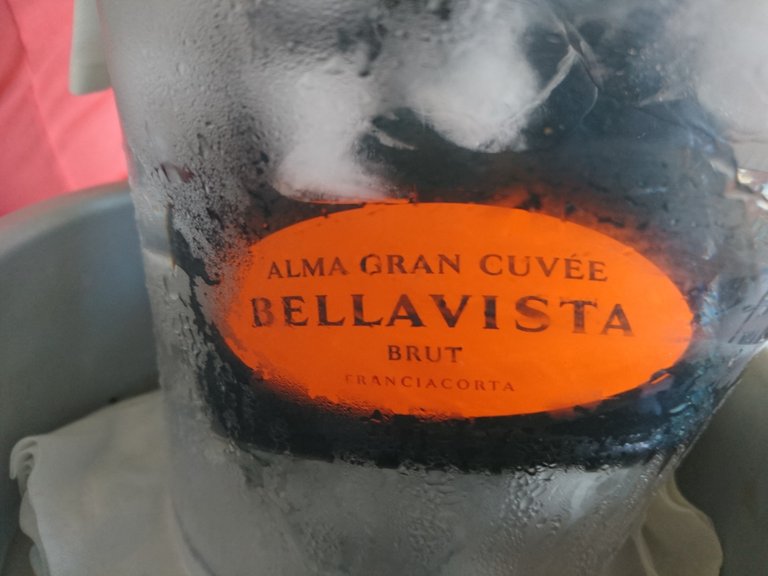 ALMA GRAN CUVÉE
BELLAVISTA
BRUT
FRANCIACORTA